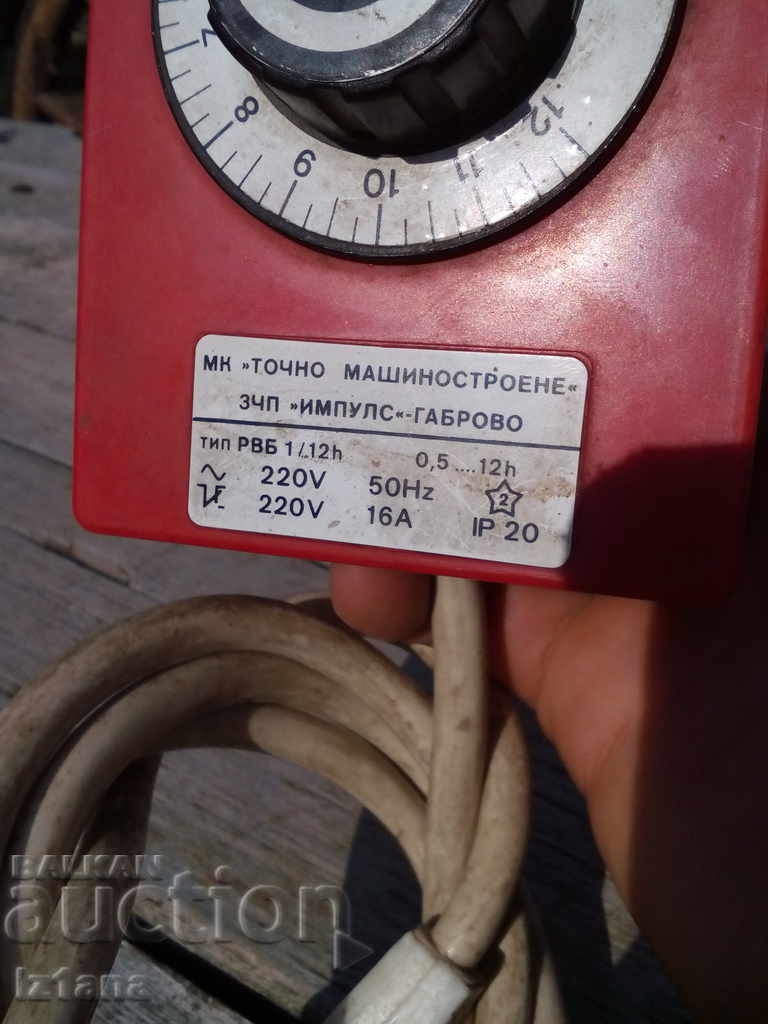 7
8
9
10
11
12
МК »ТОЧНО МАШИНОСТРОЕНЕ«
ЗЧП »ИМПУЛС«-ГАБРОВО
тип РВБ 1/12h 0,5....12h
220V 50Hz 2
220V 16A IP 20
BALKAN
auction
iz1ana